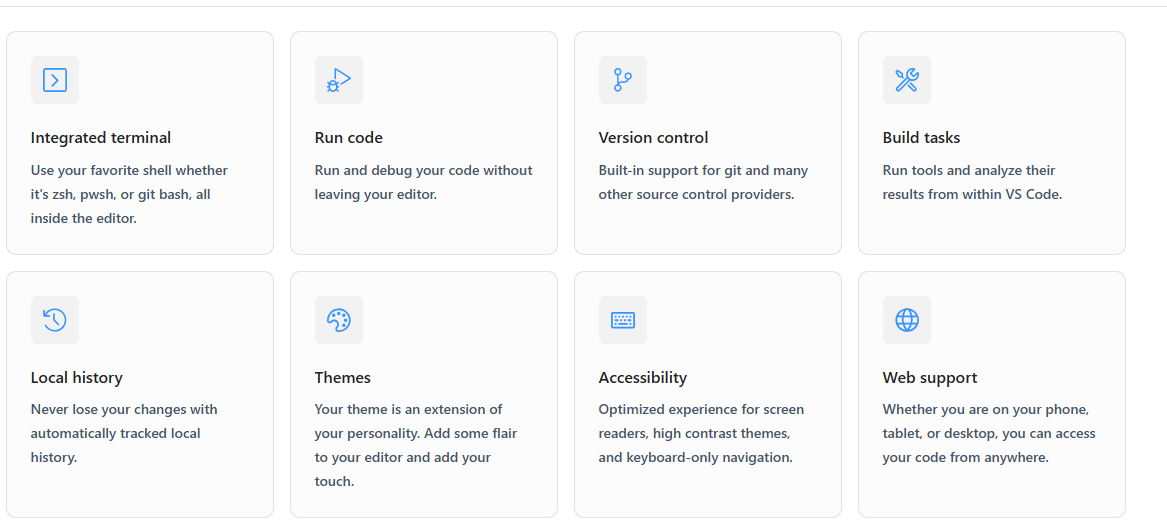 Integrated terminal
Use your favorite shell whether
it's zsh, pwsh, or git bash, all
inside the editor.
Run code
Run and debug your code without
leaving your editor.
Version control
Built-in support for git and many
other source control providers.
Build tasks
Run tools and analyze their
results from within VS Code.
Local history
Never lose your changes with
automatically tracked local
history.
Themes
Your theme is an extension of
your personality. Add some flair
to your editor and add your
touch.
Accessibility
Optimized experience for screen
readers, high contrast themes,
and keyboard-only navigation.
Web support
Whether you are on your phone,
tablet, or desktop, you can access
your code from anywhere.